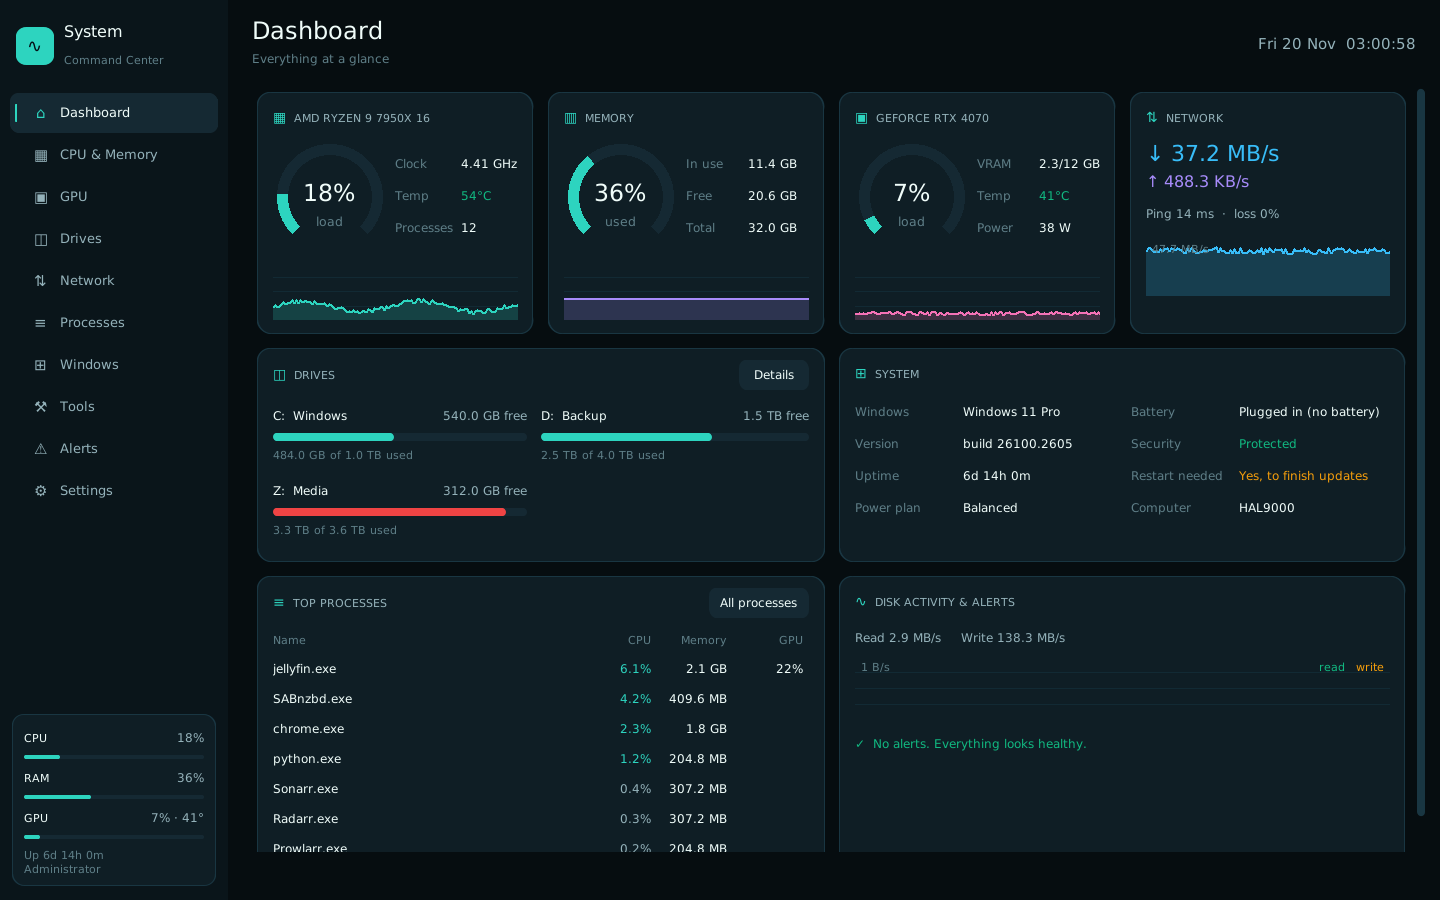 System
Command Center
Dashboard
CPU & Memory
GPU
Drives
Network
Processes
Windows
Tools
Alerts
Settings
CPU 18%
RAM 36%
GPU 7% · 41°
Up 6d 14h 0m
Administrator
Dashboard
Everything at a glance
Fri 20 Nov 03:00:58
AMD RYZEN 9 7950X 16
18%
load
Clock 4.41 GHz
Temp 54°C
Processes 12
MEMORY
36%
used
In use 11.4 GB
Free 20.6 GB
Total 32.0 GB
GEFORCE RTX 4070
7%
load
VRAM 2.3/12 GB
Temp 41°C
Power 38 W
NETWORK
↓ 37.2 MB/s
↑ 488.3 KB/s
Ping 14 ms · loss 0%
DRIVES
Details
C: Windows 540.0 GB free
484.0 GB of 1.0 TB used
D: Backup 1.5 TB free
2.5 TB of 4.0 TB used
Z: Media 312.0 GB free
3.3 TB of 3.6 TB used
SYSTEM
Windows Windows 11 Pro Battery Plugged in (no battery)
Version build 26100.2605 Security Protected
Uptime 6d 14h 0m Restart needed Yes, to finish updates
Power plan Balanced Computer HAL9000
TOP PROCESSES
All processes
Name CPU Memory GPU
jellyfin.exe 6.1% 2.1 GB 22%
SABnzbd.exe 4.2% 409.6 MB
chrome.exe 2.3% 1.8 GB
python.exe 1.2% 204.8 MB
Sonarr.exe 0.4% 307.2 MB
Radarr.exe 0.3% 307.2 MB
Prowlarr.exe 0.2% 204.8 MB
DISK ACTIVITY & ALERTS
Read 2.9 MB/s Write 138.3 MB/s
1 B/s read write
✓ No alerts. Everything looks healthy.